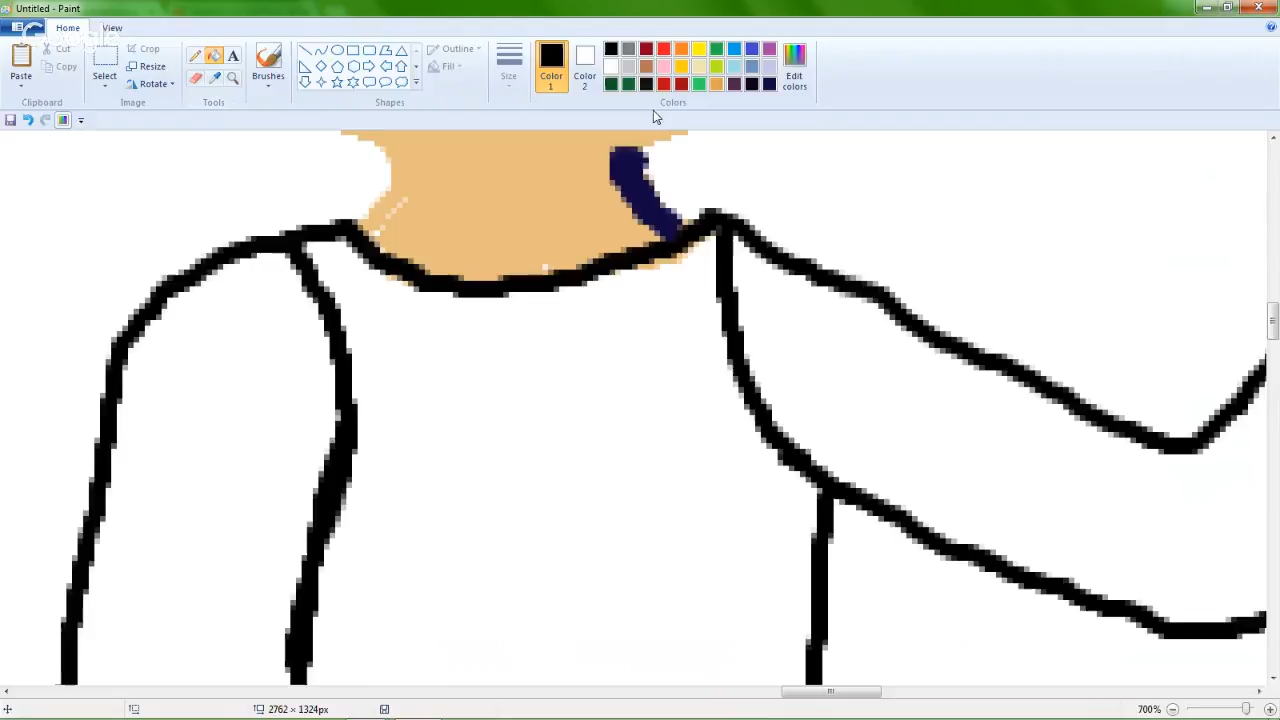 Untitled - Paint
Home View
Paste
Cut
Copy
Clipboard
Select
Crop
Resize
Rotate
Image
A
Tools
Brushes
Outline
Fill
Shapes
Size
Color 1
Color 2
Edit colors
Colors
2762 × 1324px
700%